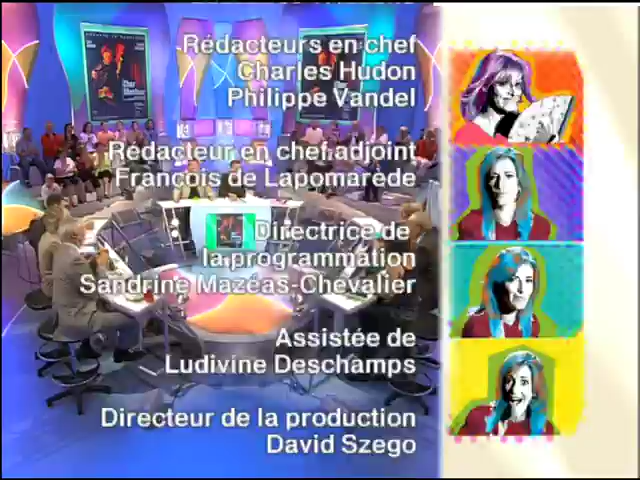 Rédacteurs en chef
Charles Hudon
Philippe Vandel
Rédacteur en chef adjoint
François de Lapomarède
Directrice de
la programmation
Sandrine Mazéas-Chevalier
Assistée de
Ludivine Deschamps
Directeur de la production
David Szego